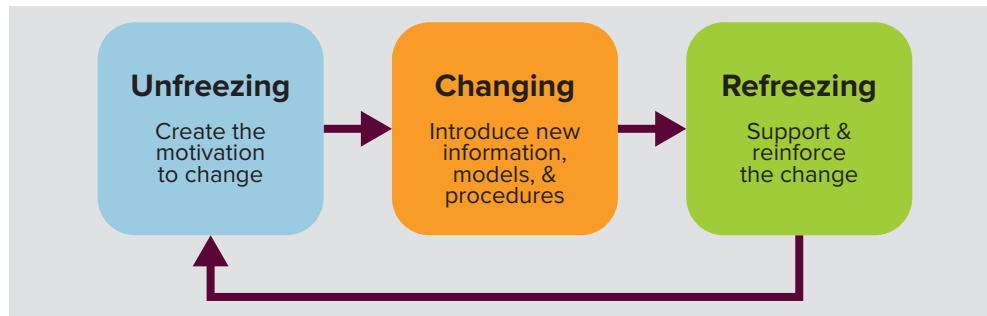 Unfreezing
Create the
motivation
to change
Changing
Introduce new
information,
models, &
procedures
Refreezing
Support &
reinforce
the change